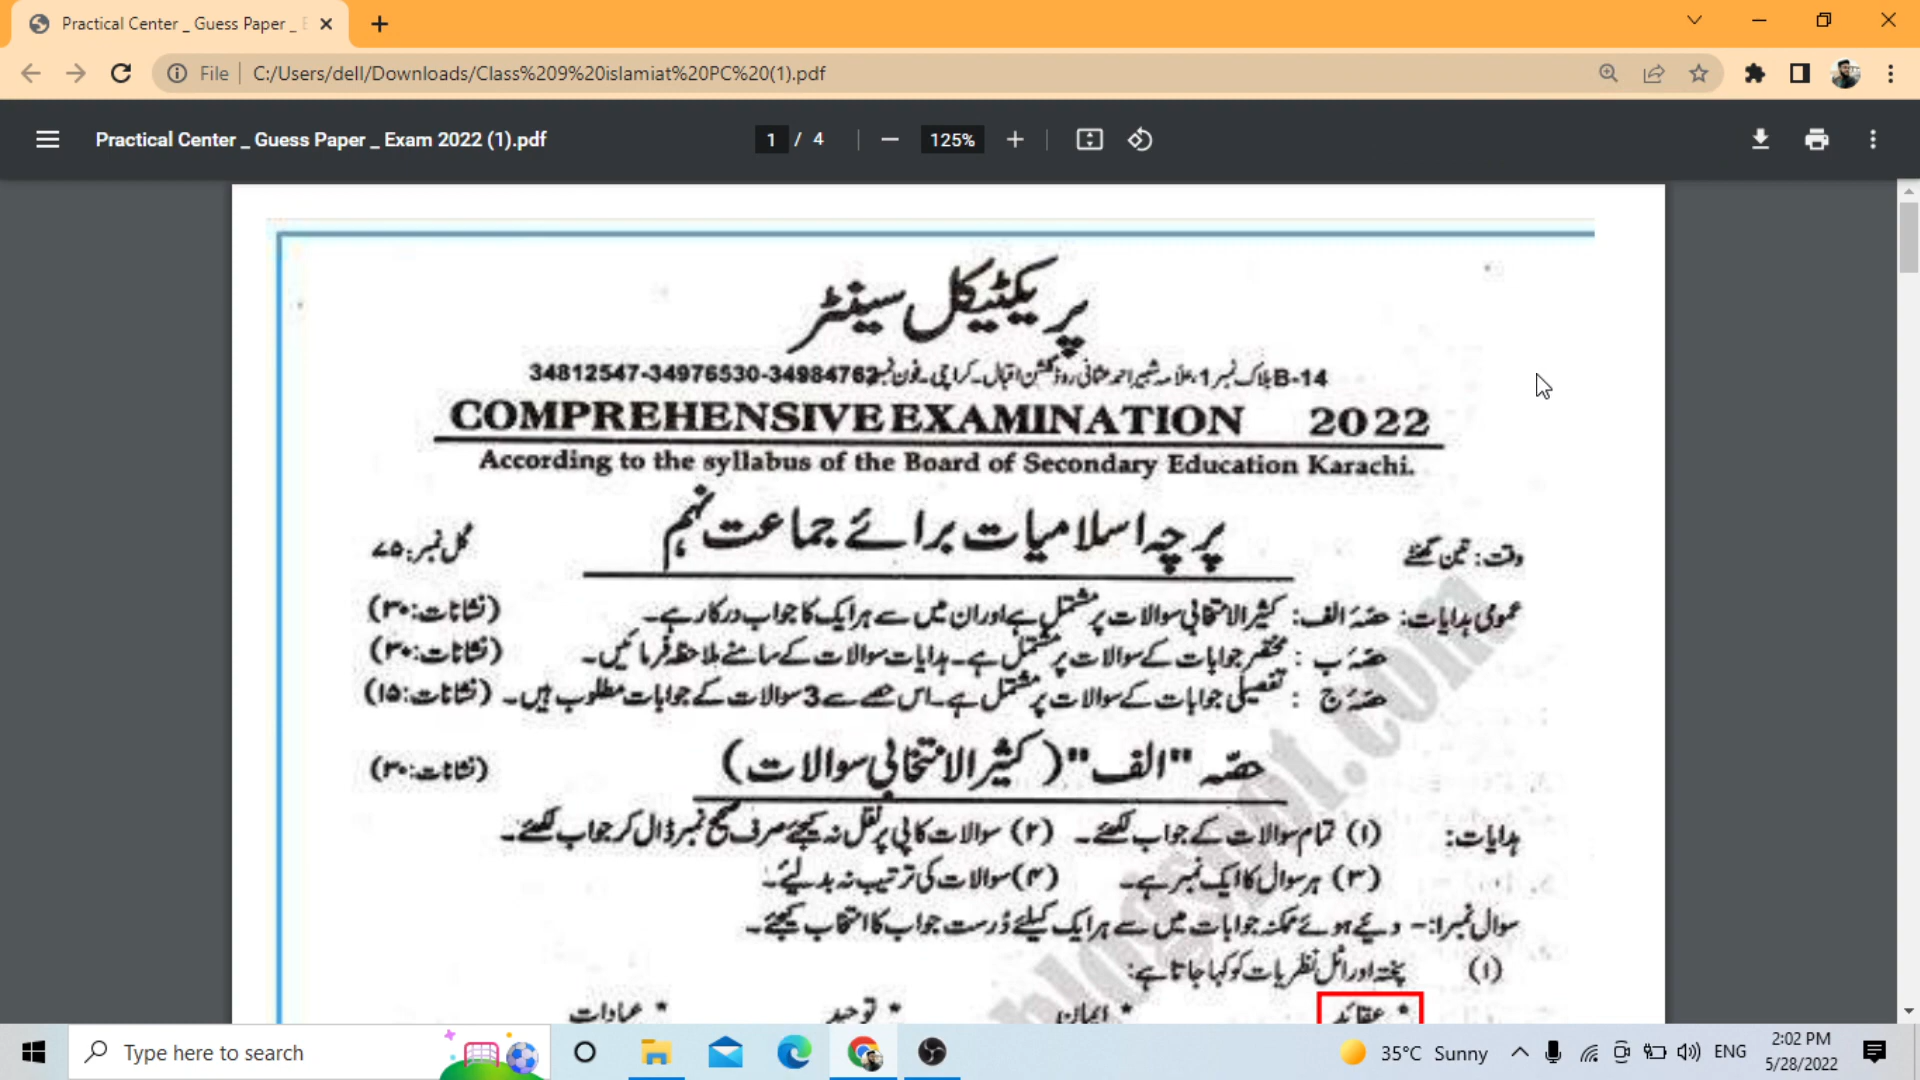 Practical Center _ Guess Paper _
File
C:/Users/dell/Downloads/Class%209%20islamiat%20PC%20(1).pdf
Practical Center _ Guess Paper _ Exam 2022 (1).pdf
1 / 4
125%
پریکٹیکل سینٹر
B-14 بلاک نمبر 1، علامہ شبیر احمد عثمانی روڈ گلشن اقبال۔ کراچی۔ فون نمبر 34812547-34976530-34984762
COMPREHENSIVE EXAMINATION 2022
According to the syllabus of the Board of Secondary Education Karachi.
پرچہ اسلامیات برائے جماعت نہم
وقت: تین گھنٹے
کل نمبر: ۷۵
عمومی ہدایات: حصّہ الف: کثیر الانتخابی سوالات پر مشتمل ہے اور ان میں سے ہر ایک کا جواب درکار ہے۔ (نشانات: ۳۰)
حصّہ ب: مختصر جوابات کے سوالات پر مشتمل ہے۔ ہدایات سوالات کے سامنے ملاحظہ فرمائیں۔ (نشانات: ۳۰)
حصّہ ج: تفصیلی جوابات کے سوالات پر مشتمل ہے۔ اس حصے سے 3 سوالات کے جوابات مطلوب ہیں۔ (نشانات: ۱۵)
حصّہ "الف" (کثیر الانتخابی سوالات) (نشانات: ۳۰)
ہدایات: (۱) تمام سوالات کے جواب لکھئے۔ (۲) سوالات کاپی پر نقل نہ کیجئے صرف صحیح نمبر ڈال کر جواب لکھئے۔
(۳) ہر سوال کا ایک نمبر ہے۔ (۴) سوالات کی ترتیب نہ بدلیئے۔
سوال نمبر ۱:- دیئے ہوئے ممکنہ جوابات میں سے ہر ایک کیلئے دُرست جواب کا انتخاب کیجئے۔
(۱) پختہ اور اٹل نظریات کو کہا جاتا ہے:
* عقائد * ایمان * توحید * عبادات
blogspot.com
Type here to search
35°C Sunny
ENG
2:02 PM
5/28/2022